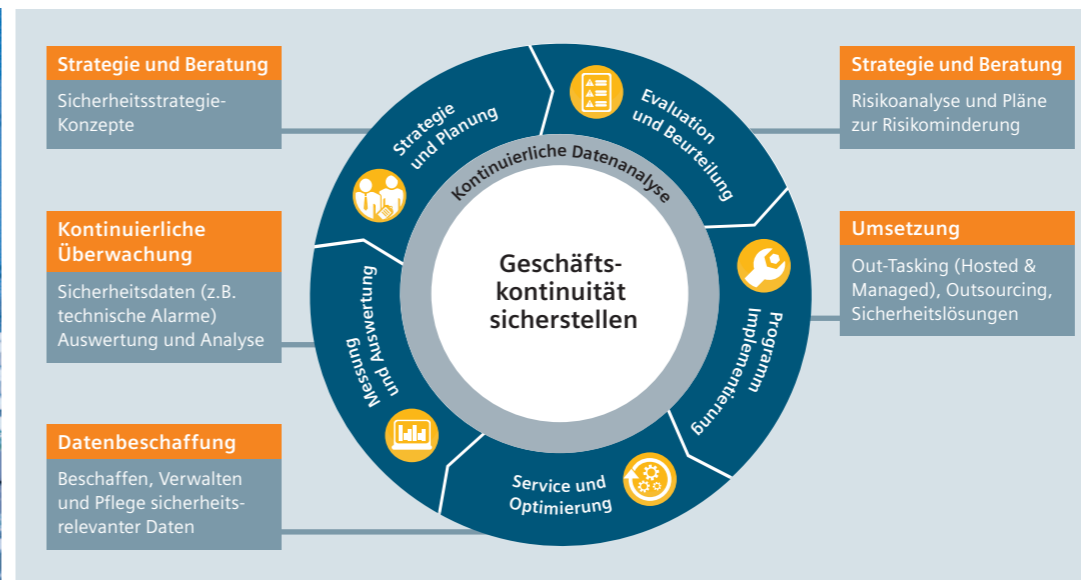 Strategie und Beratung
Sicherheitsstrategie-
Konzepte
Kontinuierliche
Überwachung
Sicherheitsdaten (z.B.
technische Alarme)
Auswertung und Analyse
Datenbeschaffung
Beschaffen, Verwalten
und Pflege sicherheits-
relevanter Daten
Strategie
und Planung
Evaluation
und Beurteilung
Programm
Implementierung
Service und
Optimierung
Messung
und Auswertung
Kontinuierliche Datenanalyse
Geschäfts-
kontinuität
sicherstellen
Strategie und Beratung
Risikoanalyse und Pläne
zur Risikominderung
Umsetzung
Out-Tasking (Hosted &
Managed), Outsourcing,
Sicherheitslösungen